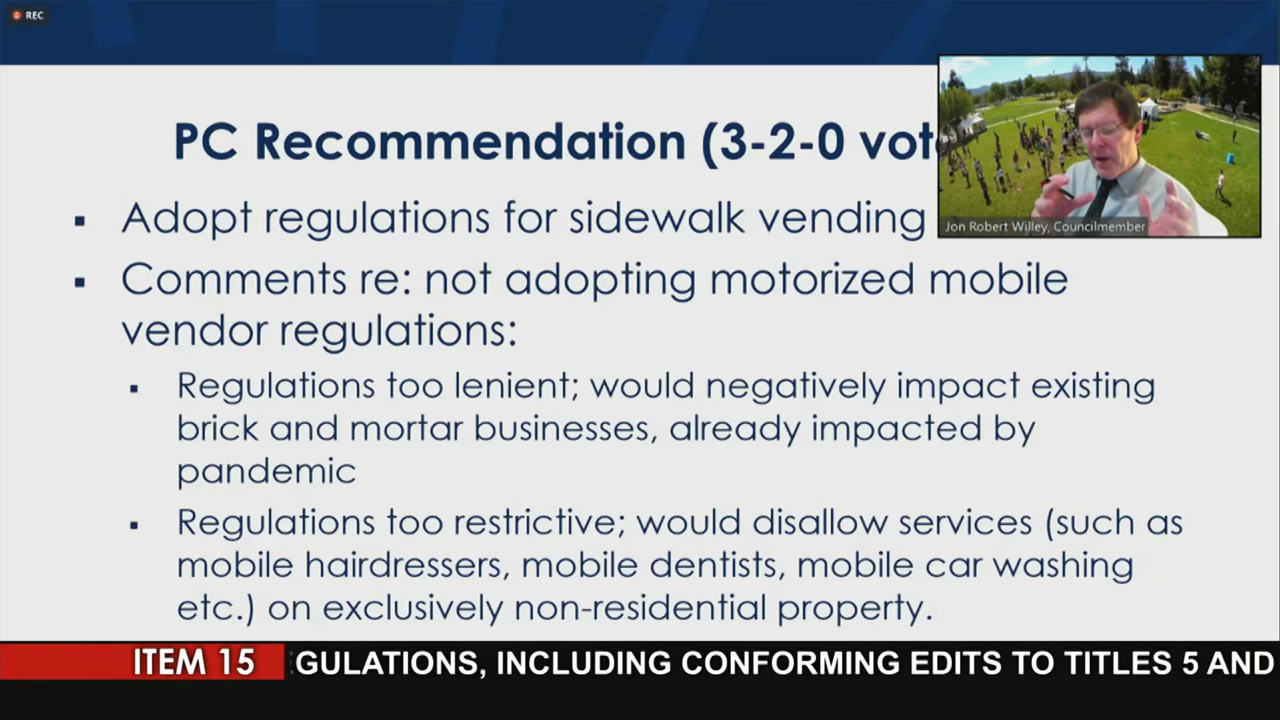 REC
PC Recommendation (3-2-0
Adopt regulations for sidewalk vending
Jon Robert Willey, Councilmember
Comments re: not adopting motorized mobile
vendor regulations:
Regulations too lenient; would negatively impact existing
brick and mortar businesses, already impacted by
pandemic
Regulations too restrictive; would disallow services (such as
mobile hairdressers, mobile dentists, mobile car washing
etc.) on exclusively non-residential property.
ITEM 15
GULATIONS, INCLUDING CONFORMING EDITS TO TITLES 5 AND